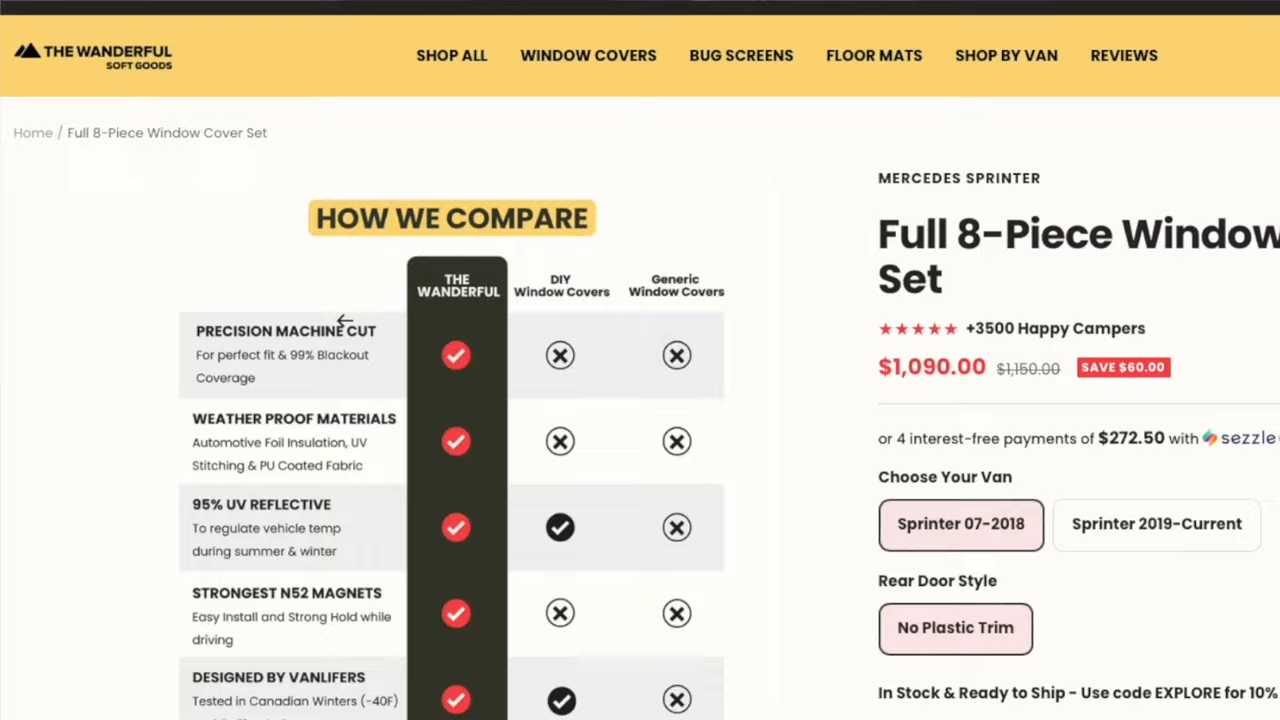 THE WANDERFUL
SOFT GOODS
SHOP ALL
WINDOW COVERS
BUG SCREENS
FLOOR MATS
SHOP BY VAN
REVIEWS
Home / Full 8-Piece Window Cover Set
HOW WE COMPARE
THE
WANDERFUL
DIY
Window Covers
Generic
Window Covers
PRECISION MACHINE CUT
For perfect fit & 99% Blackout
Coverage
WEATHER PROOF MATERIALS
Automotive Foil Insulation, UV
Stitching & PU Coated Fabric
95% UV REFLECTIVE
To regulate vehicle temp
during summer & winter
STRONGEST N52 MAGNETS
Easy Install and Strong Hold while
driving
DESIGNED BY VANLIFERS
Tested in Canadian Winters (-40F)
MERCEDES SPRINTER
Full 8-Piece Window
Set
+3500 Happy Campers
$1,090.00 $1,150.00 SAVE $60.00
or 4 interest-free payments of $272.50 with sezzle
Choose Your Van
Sprinter 07-2018
Sprinter 2019-Current
Rear Door Style
No Plastic Trim
In Stock & Ready to Ship - Use code EXPLORE for 10%